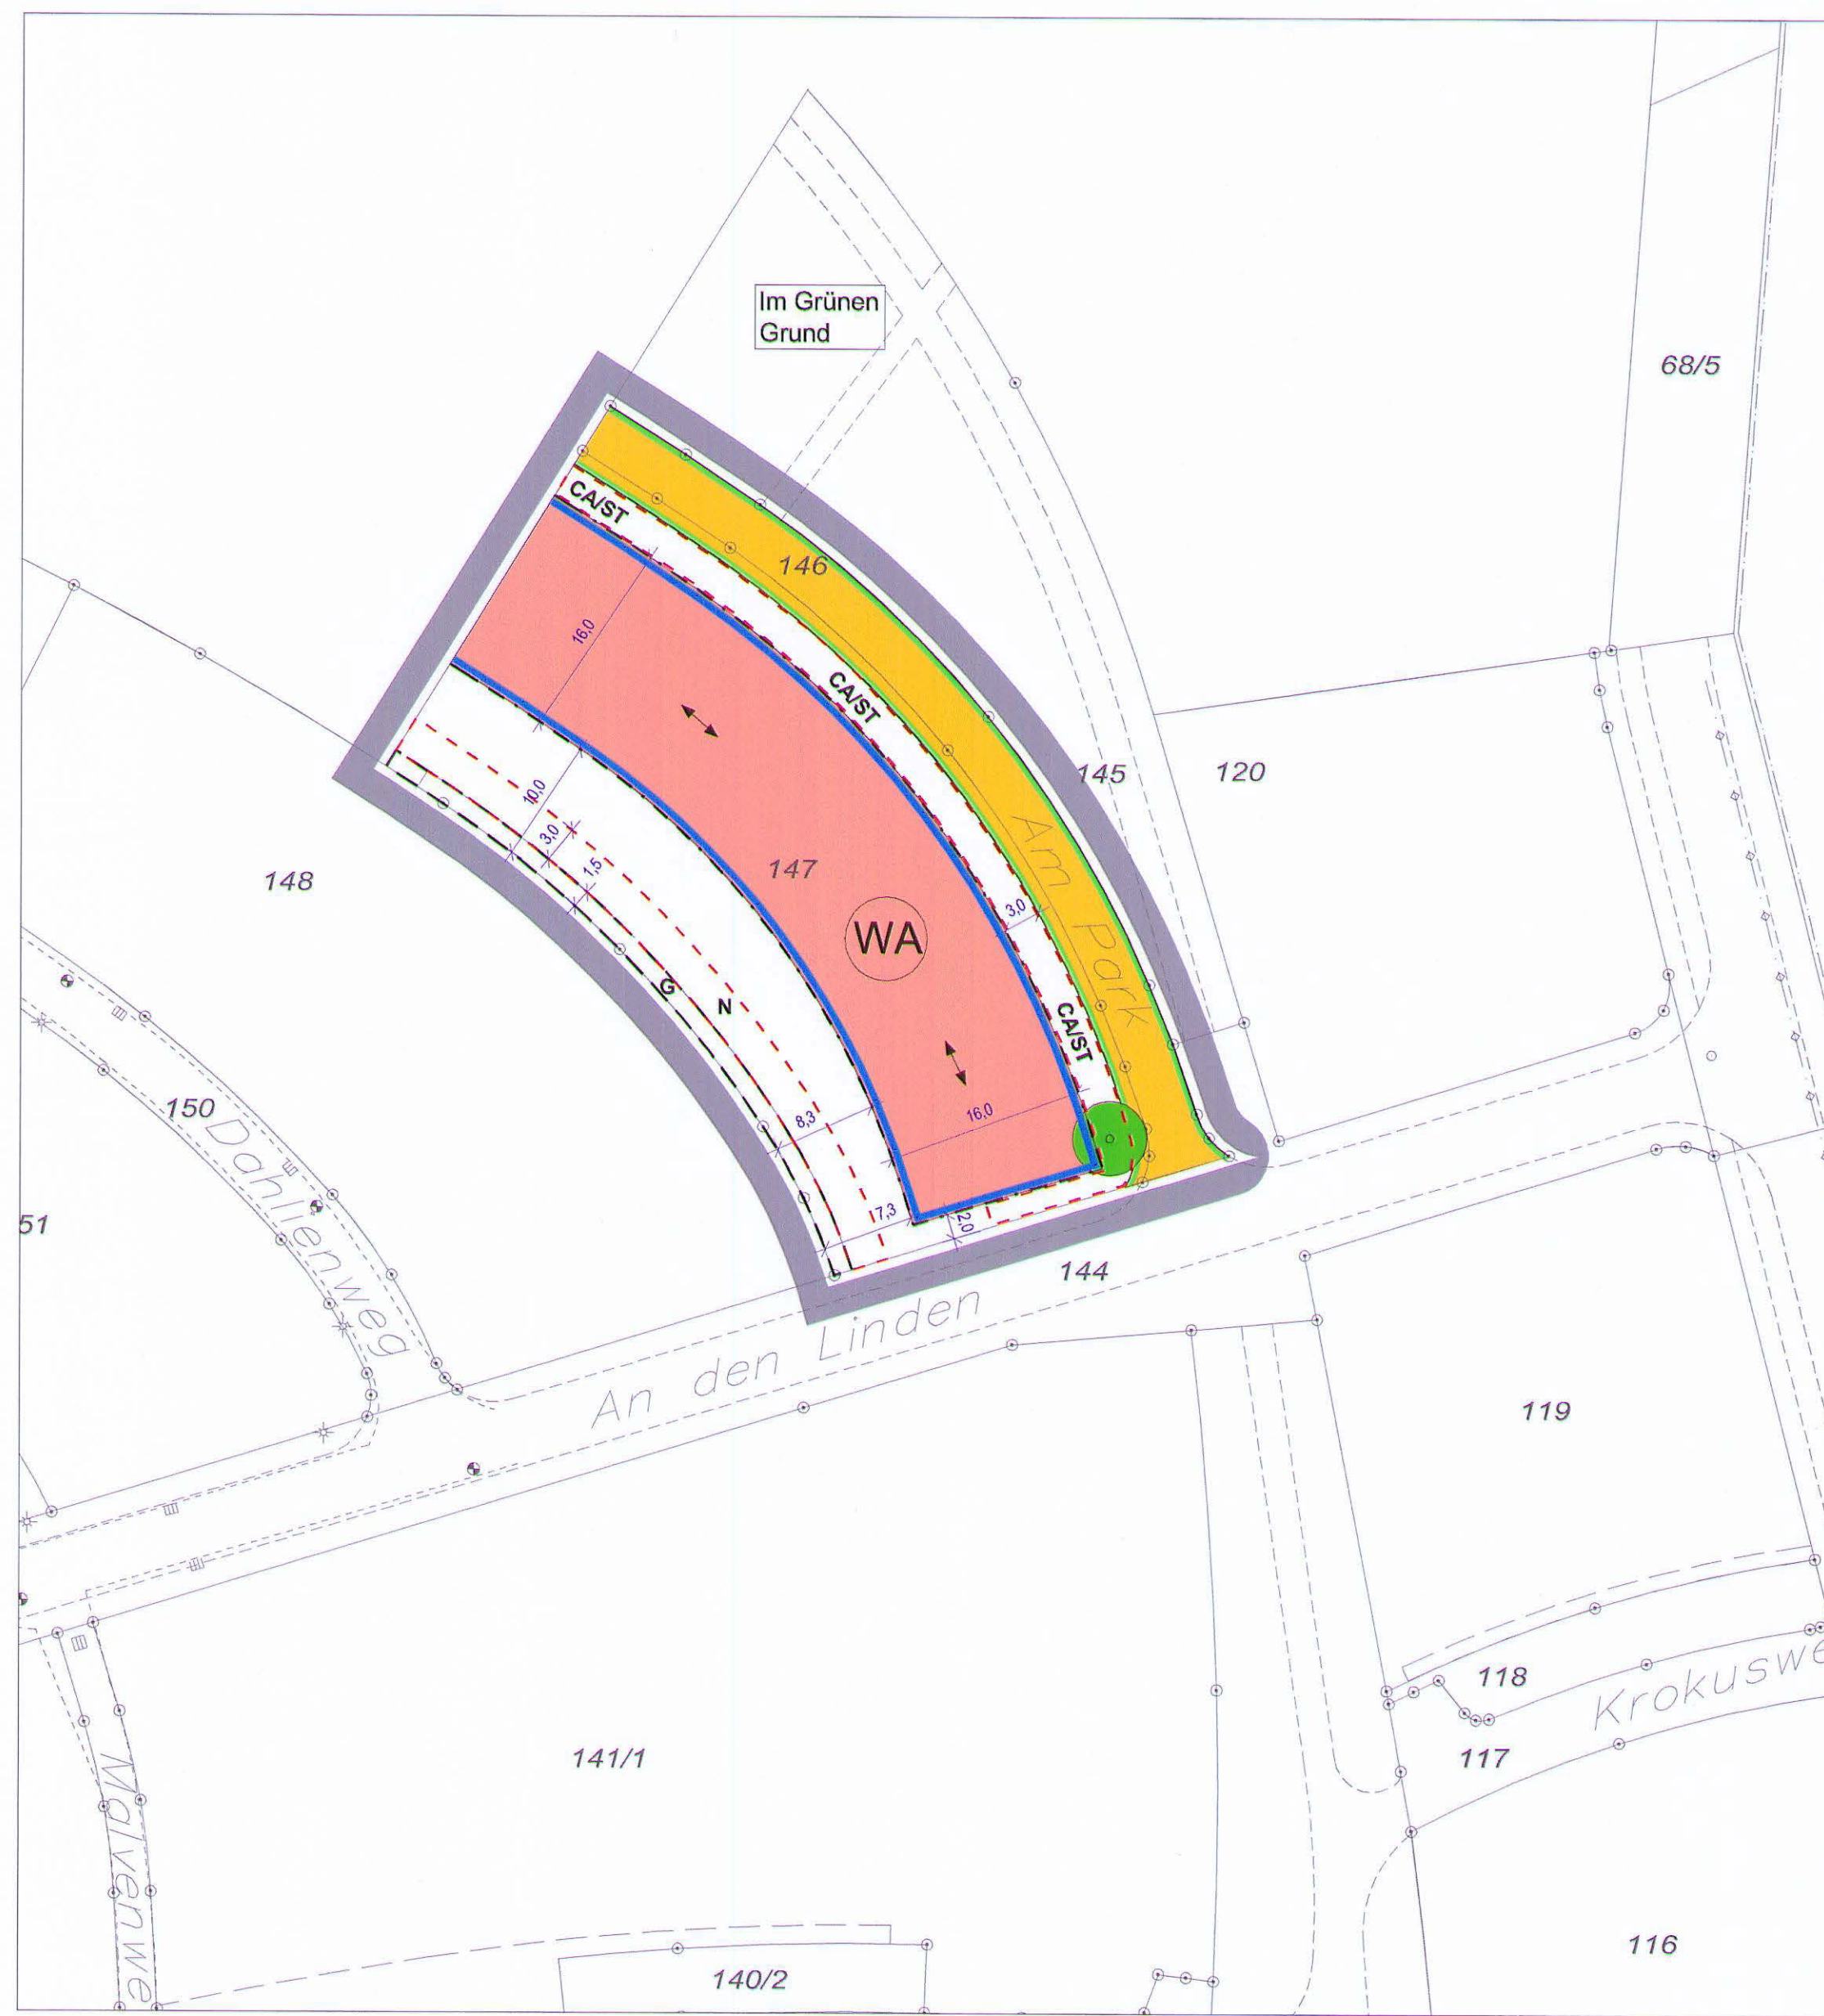 Im Grünen
Grund
68/5
CA/ST
146
16,0
CA/ST
145
120
10,0
3,0
1,5
147
148
Am Park
WA
3,0
G
N
CA/ST
150
8,3
16,0
Dahlienweg
51
7,3
2,0
144
An den Linden
119
118
Krokuswe
117
141/1
Malvenwe
116
140/2